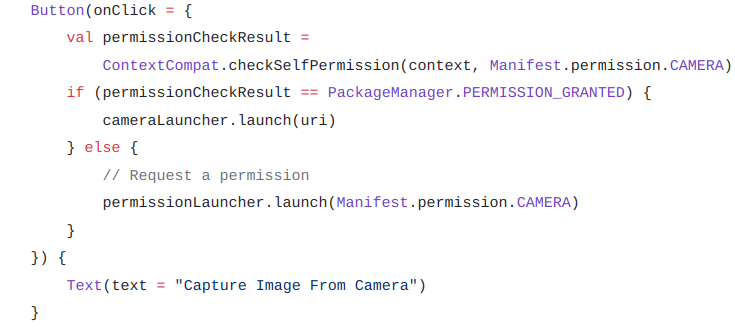 Button(onClick = {
    val permissionCheckResult =
        ContextCompat.checkSelfPermission(context, Manifest.permission.CAMERA)
    if (permissionCheckResult == PackageManager.PERMISSION_GRANTED) {
        cameraLauncher.launch(uri)
    } else {
        // Request a permission
        permissionLauncher.launch(Manifest.permission.CAMERA)
    }
}) {
    Text(text = "Capture Image From Camera")
}